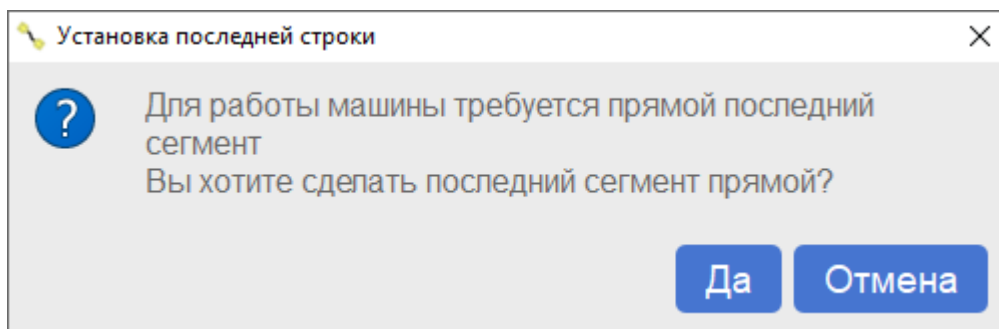 Установка последней строки
Для работы машины требуется прямой последний
сегмент
Вы хотите сделать последний сегмент прямой?
Да
Отмена